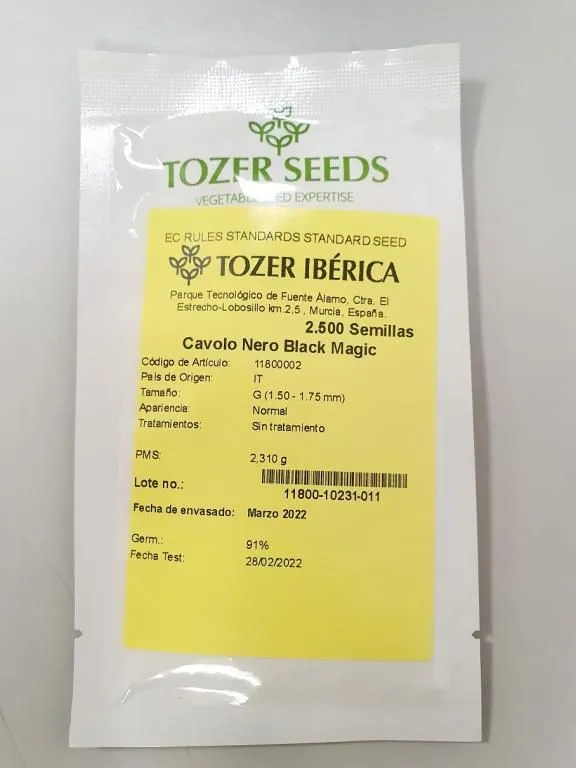 TOZER SEEDS
EXPERTISE
EC RULES STANDARDS STANDARD SEED
TOZER IBÉRICA
Parque Tecnológico de Fuente Álamo, Ctra. El
Estrecho-Lobosillo km.2,5 , Murcia, España.
2.500 Semillas
Cavolo Nero Black Magic
Código de Artículo: 11800002
País de Origen: IT
Tamaño: G (1.50 - 1.75 mm)
Apariencia: Normal
Tratamientos: Sin tratamiento
PMS: 2,310 g
Lote no.:
11800-10231-011
Fecha de envasado: Marzo 2022
Germ.: 91%
Fecha Test: 28/02/2022